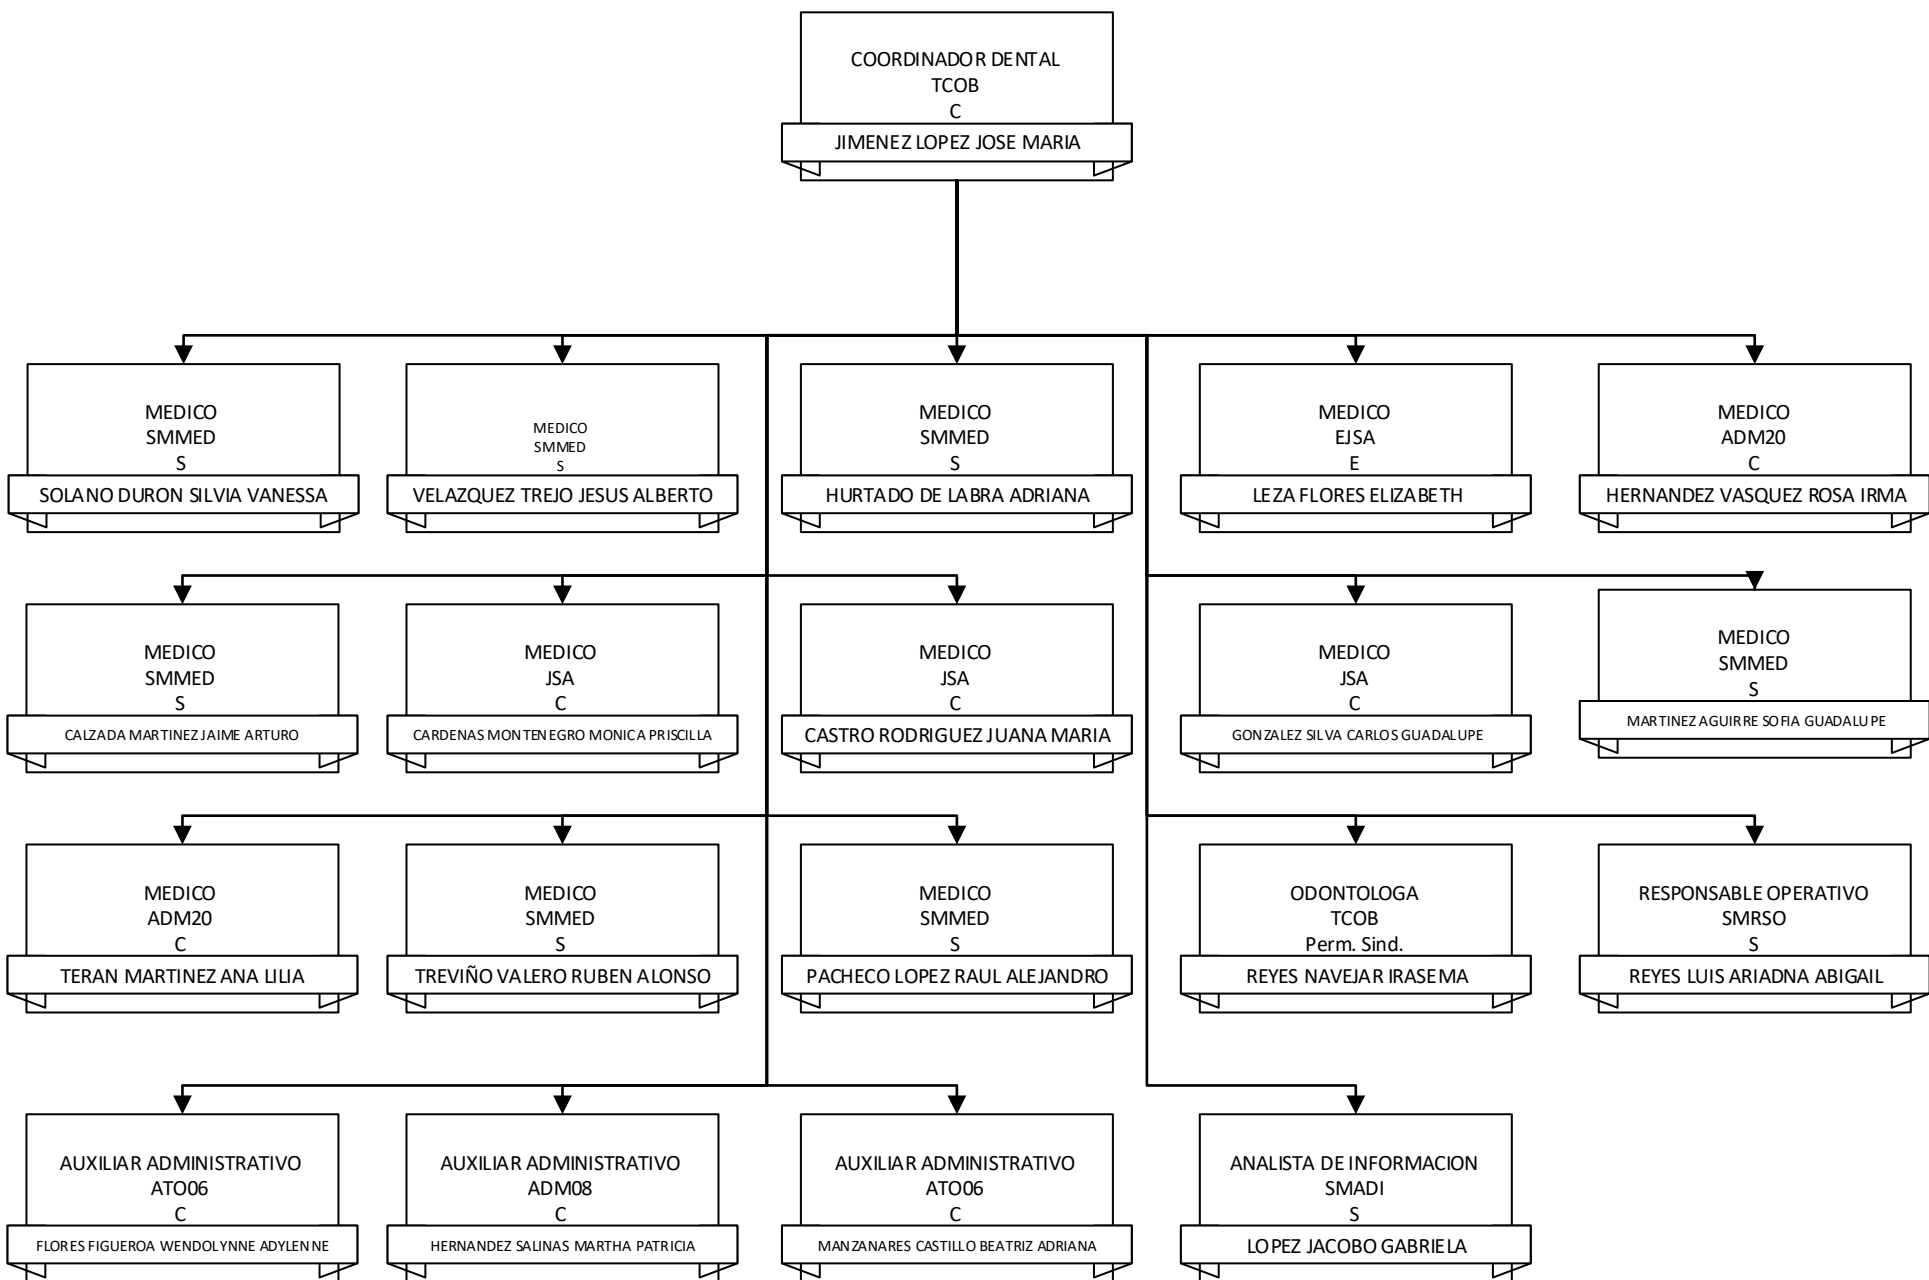 COORDINADOR DENTAL
TCOB
C
JIMENEZ LOPEZ JOSE MARIA
MEDICO
SMMED
S
SOLANO DURON SILVIA VANESSA
MEDICO
SMMED
S
VELAZQUEZ TREJO JESUS ALBERTO
MEDICO
SMMED
S
HURTADO DE LABRA ADRIANA
MEDICO
EJSA
E
LEZA FLORES ELIZABETH
MEDICO
ADM20
C
HERNANDEZ VASQUEZ ROSA IRMA
MEDICO
SMMED
S
CALZADA MARTINEZ JAIME ARTURO
MEDICO
JSA
C
CARDENAS MONTENEGRO MONICA PRISCILLA
MEDICO
JSA
C
CASTRO RODRIGUEZ JUANA MARIA
MEDICO
JSA
C
GONZALEZ SILVA CARLOS GUADALUPE
MEDICO
SMMED
S
MARTINEZ AGUIRRE SOFIA GUADALUPE
MEDICO
ADM20
C
TERAN MARTINEZ ANA LILIA
MEDICO
SMMED
S
TREVIÑO VALERO RUBEN ALONSO
MEDICO
SMMED
S
PACHECO LOPEZ RAUL ALEJANDRO
ODONTOLOGA
TCOB
Perm. Sind.
REYES NAVEJAR IRASEMA
RESPONSABLE OPERATIVO
SMRSO
S
REYES LUIS ARIADNA ABIGAIL
AUXILIAR ADMINISTRATIVO
ATO06
C
FLORES FIGUEROA WENDOLYNNE ADYLENNE
AUXILIAR ADMINISTRATIVO
ADM08
C
HERNANDEZ SALINAS MARTHA PATRICIA
AUXILIAR ADMINISTRATIVO
ATO06
C
MANZANARES CASTILLO BEATRIZ ADRIANA
ANALISTA DE INFORMACION
SMADI
S
LOPEZ JACOBO GABRIELA